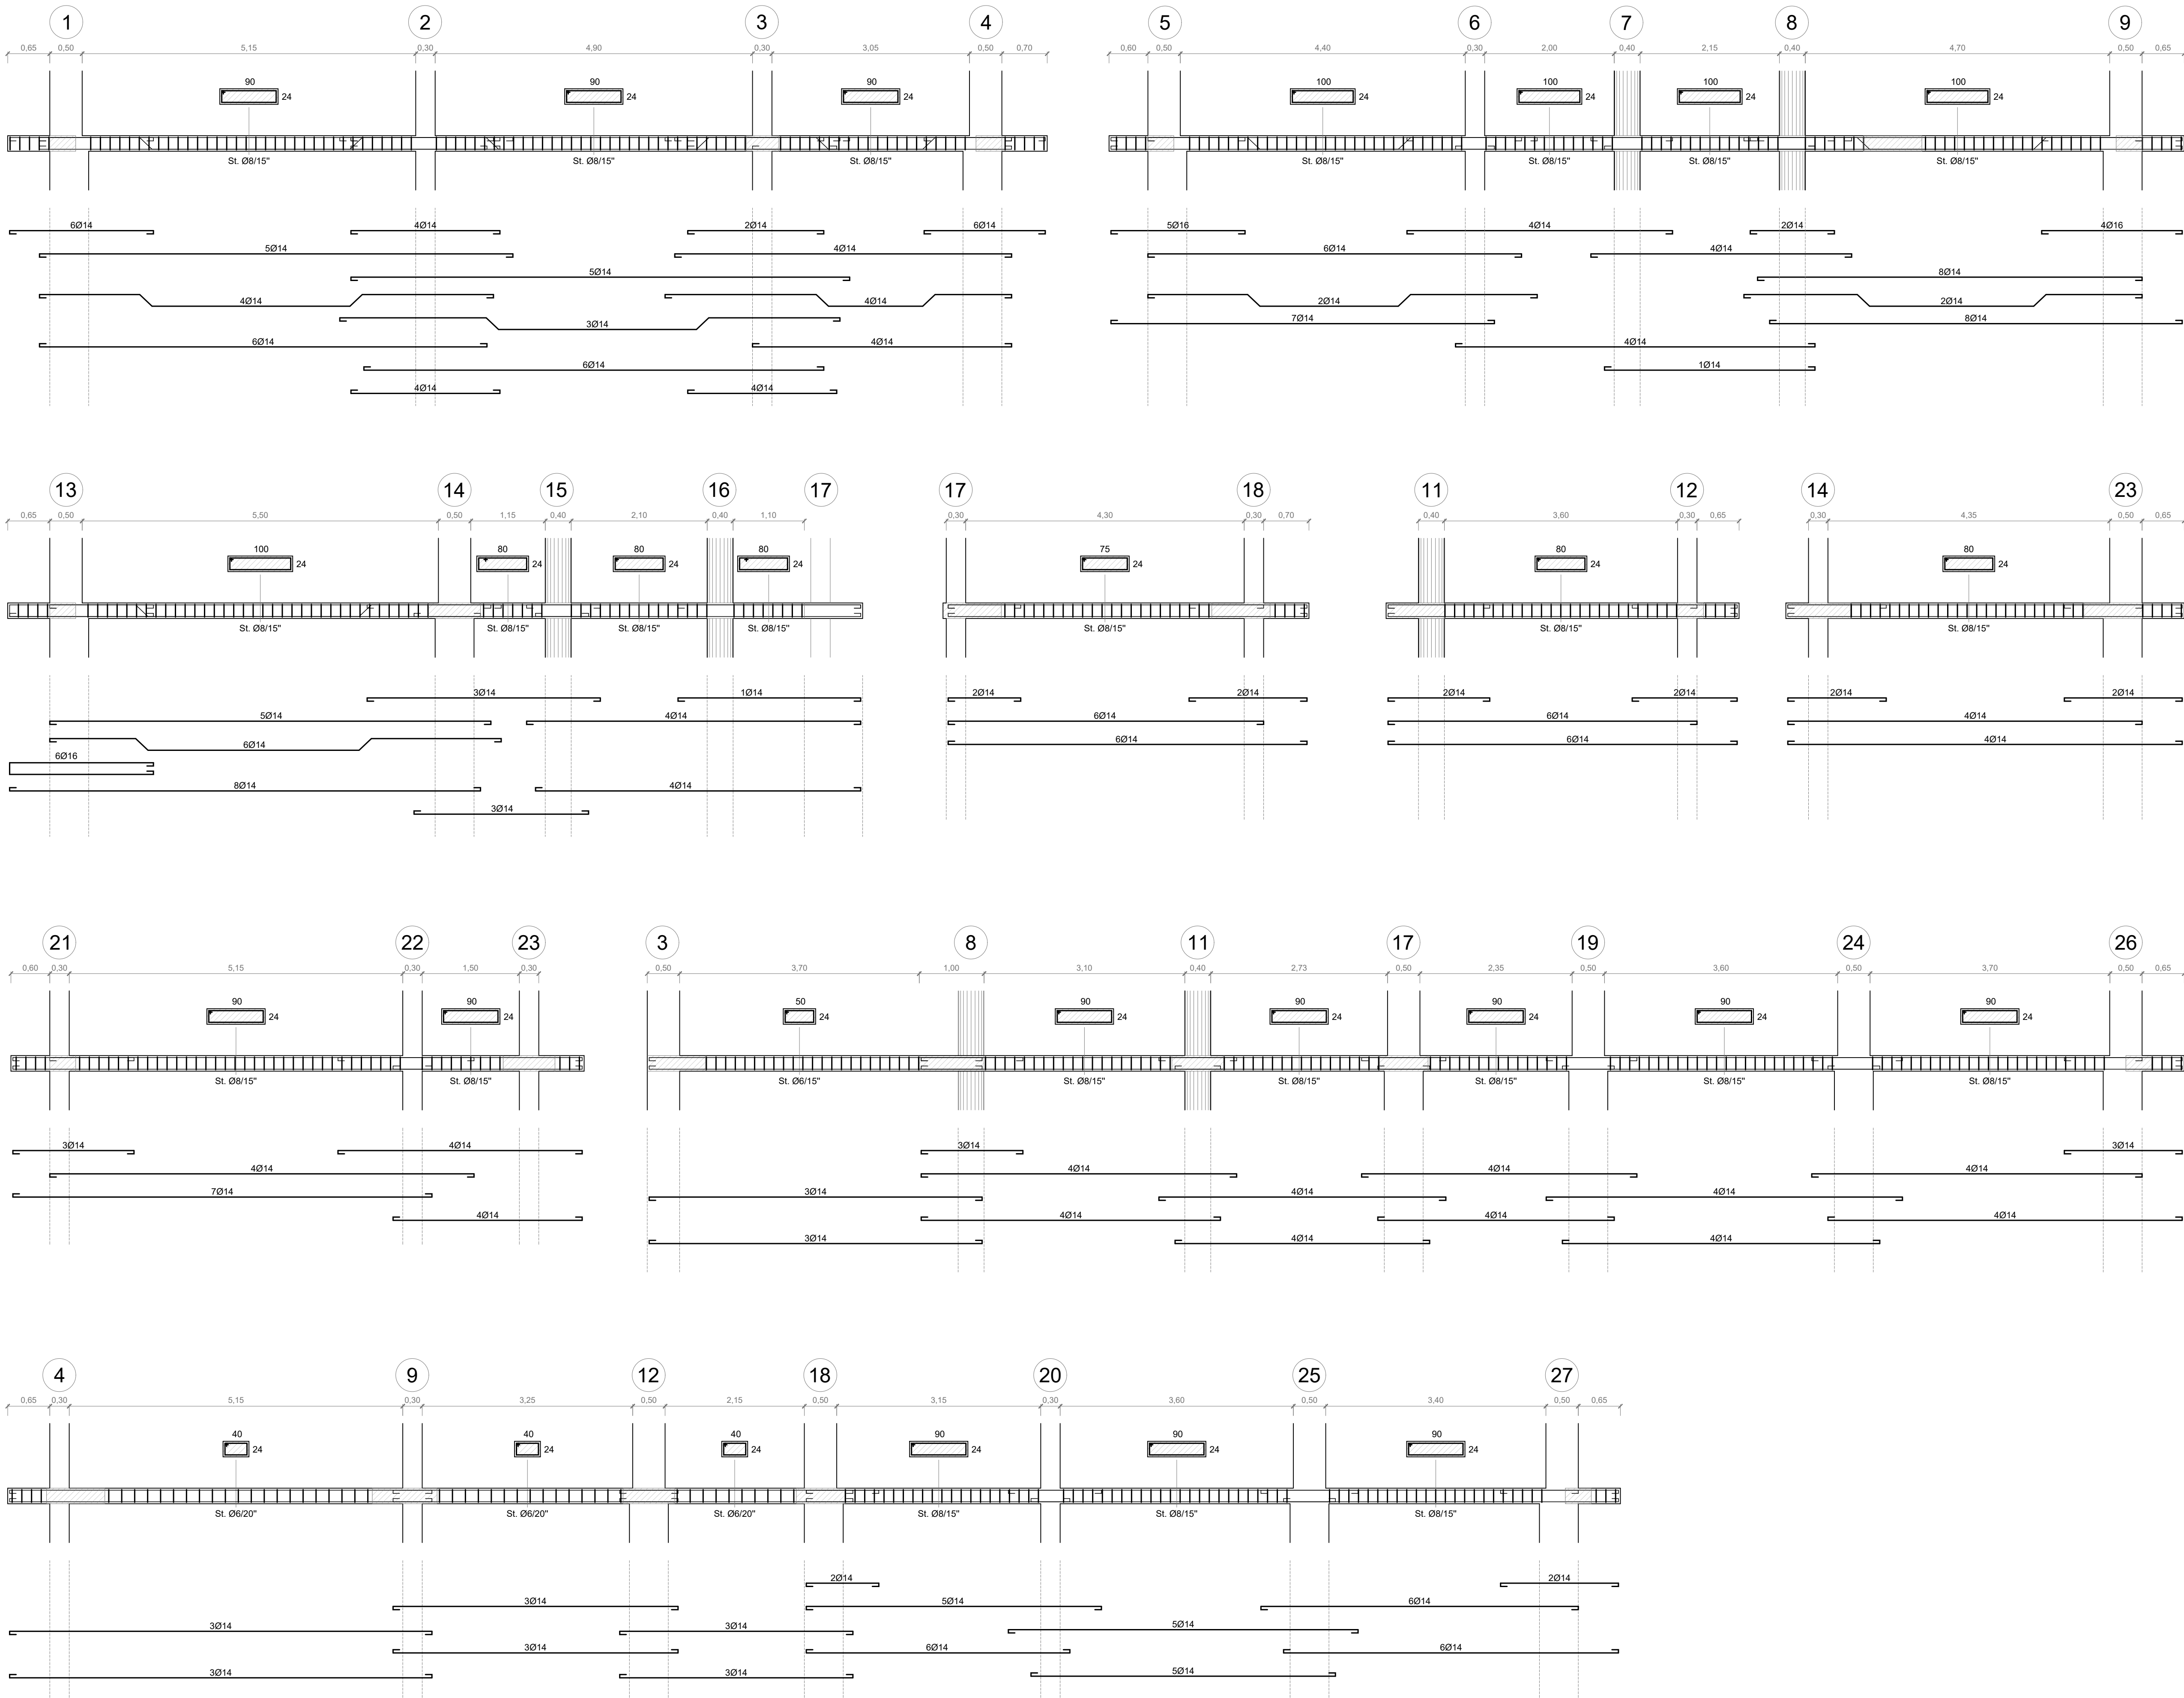 1 2 3 4 5 6 7 8 9
0,65 0,50 5,15 0,30 4,90 0,30 3,05 0,50 0,70 0,60 0,50 4,40 0,30 2,00 0,40 2,15 0,40 4,70 0,50 0,65
90 90 90 100 100 100 100
24 24 24 24 24 24 24
St. Ø8/15" St. Ø8/15" St. Ø8/15" St. Ø8/15" St. Ø8/15" St. Ø8/15" St. Ø8/15"
6Ø14 4Ø14 2Ø14 6Ø14 5Ø16 4Ø14 2Ø14 4Ø16
5Ø14 4Ø14 6Ø14 4Ø14
5Ø14 8Ø14
4Ø14 4Ø14 2Ø14 2Ø14
3Ø14 7Ø14 8Ø14
6Ø14 4Ø14 4Ø14
6Ø14 1Ø14
4Ø14 4Ø14
13 14 15 16 17 17 18 11 12 14 23
0,65 0,50 5,50 0,50 1,15 0,40 2,10 0,40 1,10 0,30 4,30 0,30 0,70 0,40 3,60 0,30 0,65 0,30 4,35 0,50 0,65
100 80 80 80 75 80 80
24 24 24 24 24 24 24
St. Ø8/15" St. Ø8/15" St. Ø8/15" St. Ø8/15" St. Ø8/15" St. Ø8/15" St. Ø8/15"
3Ø14 1Ø14 2Ø14 2Ø14 2Ø14 2Ø14 2Ø14 2Ø14
5Ø14 4Ø14 6Ø14 6Ø14 4Ø14
6Ø14 6Ø14 6Ø14 4Ø14
6Ø16
8Ø14 4Ø14
3Ø14
21 22 23 3 8 11 17 19 24 26
0,60 0,30 5,15 0,30 1,50 0,30 0,50 3,70 1,00 3,10 0,40 2,73 0,50 2,35 0,50 3,60 0,50 3,70 0,50 0,65
90 90 50 90 90 90 90 90
24 24 24 24 24 24 24 24
St. Ø8/15" St. Ø8/15" St. Ø6/15" St. Ø8/15" St. Ø8/15" St. Ø8/15" St. Ø8/15" St. Ø8/15"
3Ø14 4Ø14 3Ø14 3Ø14
4Ø14 4Ø14 4Ø14 4Ø14
7Ø14 3Ø14 4Ø14 4Ø14
4Ø14 4Ø14 4Ø14 4Ø14
3Ø14 4Ø14 4Ø14
4 9 12 18 20 25 27
0,65 0,30 5,15 0,30 3,25 0,50 2,15 0,50 3,15 0,30 3,60 0,50 3,40 0,50 0,65
40 40 40 90 90 90
24 24 24 24 24 24
St. Ø6/20" St. Ø6/20" St. Ø6/20" St. Ø8/15" St. Ø8/15" St. Ø8/15"
2Ø14 2Ø14
3Ø14 5Ø14 6Ø14
3Ø14 3Ø14 5Ø14
3Ø14 6Ø14 6Ø14
3Ø14 3Ø14 5Ø14